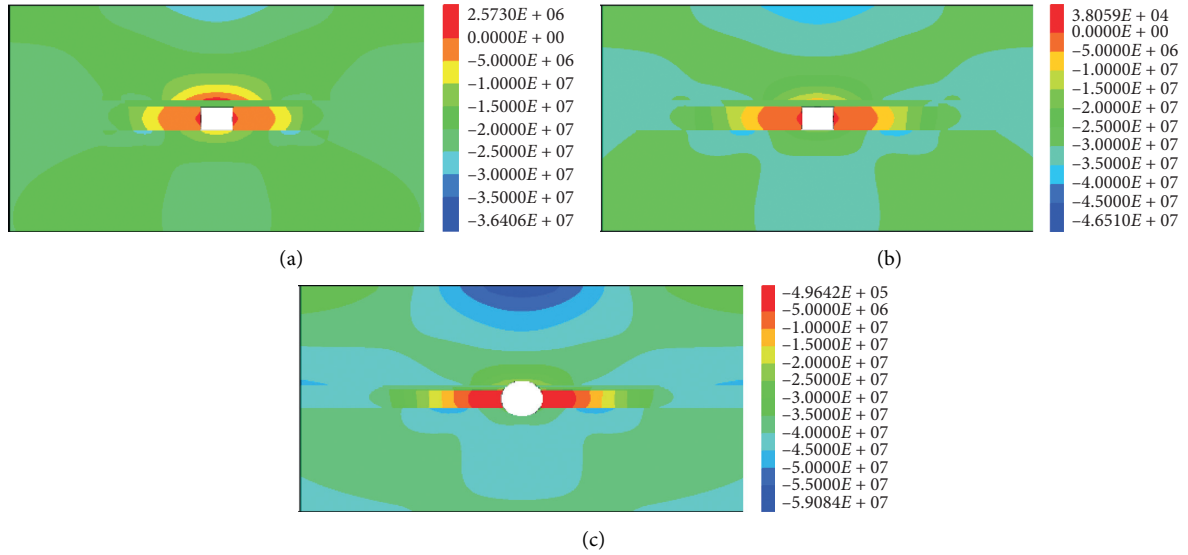 2.5730E + 06
0.0000E + 00
–5.0000E + 06
–1.0000E + 07
–1.5000E + 07
–2.0000E + 07
–2.5000E + 07
–3.0000E + 07
–3.5000E + 07
–3.6406E + 07
(a)
3.8059E + 04
0.0000E + 00
–5.0000E + 06
–1.0000E + 07
–1.5000E + 07
–2.0000E + 07
–2.5000E + 07
–3.0000E + 07
–3.5000E + 07
–4.0000E + 07
–4.5000E + 07
–4.6510E + 07
(b)
–4.9642E + 05
–5.0000E + 06
–1.0000E + 07
–1.5000E + 07
–2.0000E + 07
–2.5000E + 07
–3.0000E + 07
–3.5000E + 07
–4.0000E + 07
–4.5000E + 07
–5.0000E + 07
–5.5000E + 07
–5.9084E + 07
(c)